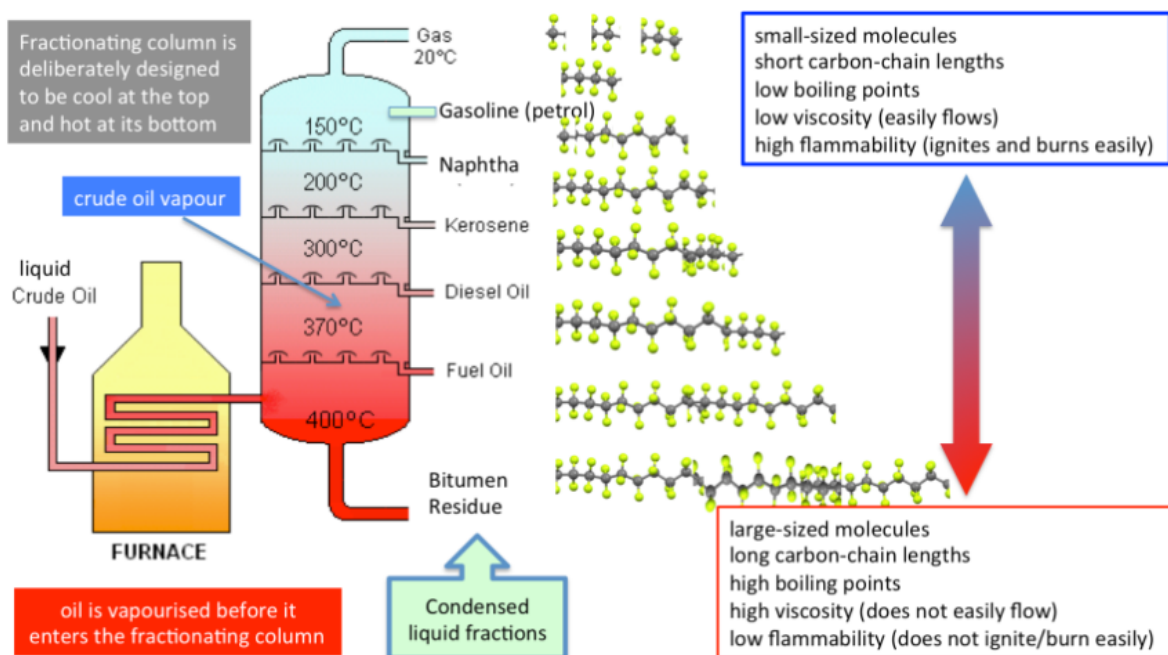 Fractionating column is
deliberately designed
to be cool at the top
and hot at its bottom
Gas
20°C
Gasoline (petrol)
150°C
Naphtha
200°C
crude oil vapour
Kerosene
300°C
liquid
Crude Oil
Diesel Oil
370°C
Fuel Oil
400°C
Bitumen
Residue
FURNACE
oil is vapourised before it
enters the fractionating column
Condensed
liquid fractions
small-sized molecules
short carbon-chain lengths
low boiling points
low viscosity (easily flows)
high flammability (ignites and burns easily)
large-sized molecules
long carbon-chain lengths
high boiling points
high viscosity (does not easily flow)
low flammability (does not ignite/burn easily)